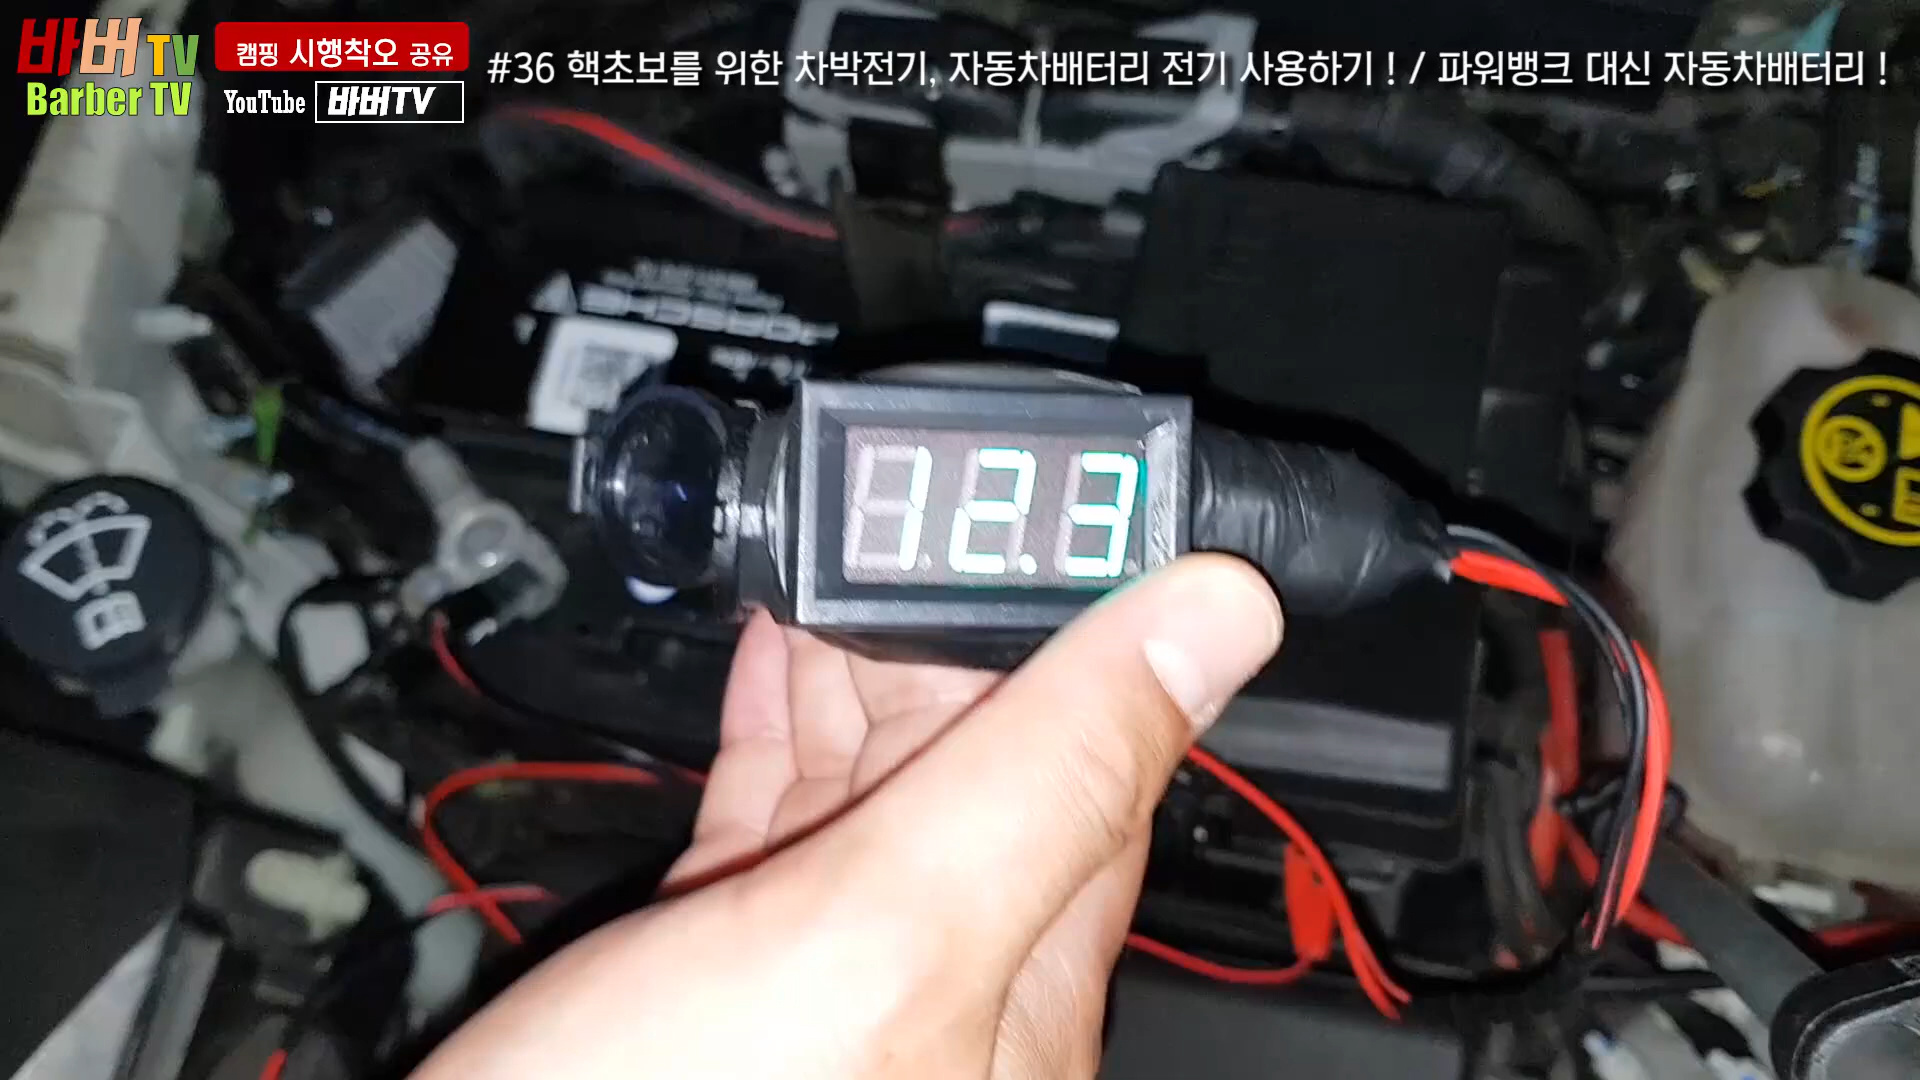 바버TV
Barber TV
캠핑 시행착오 공유
YouTube 바버TV
#36 핵초보를 위한 차박전기, 자동차배터리 전기 사용하기 ! / 파워뱅크 대신 자동차배터리 !
12.3